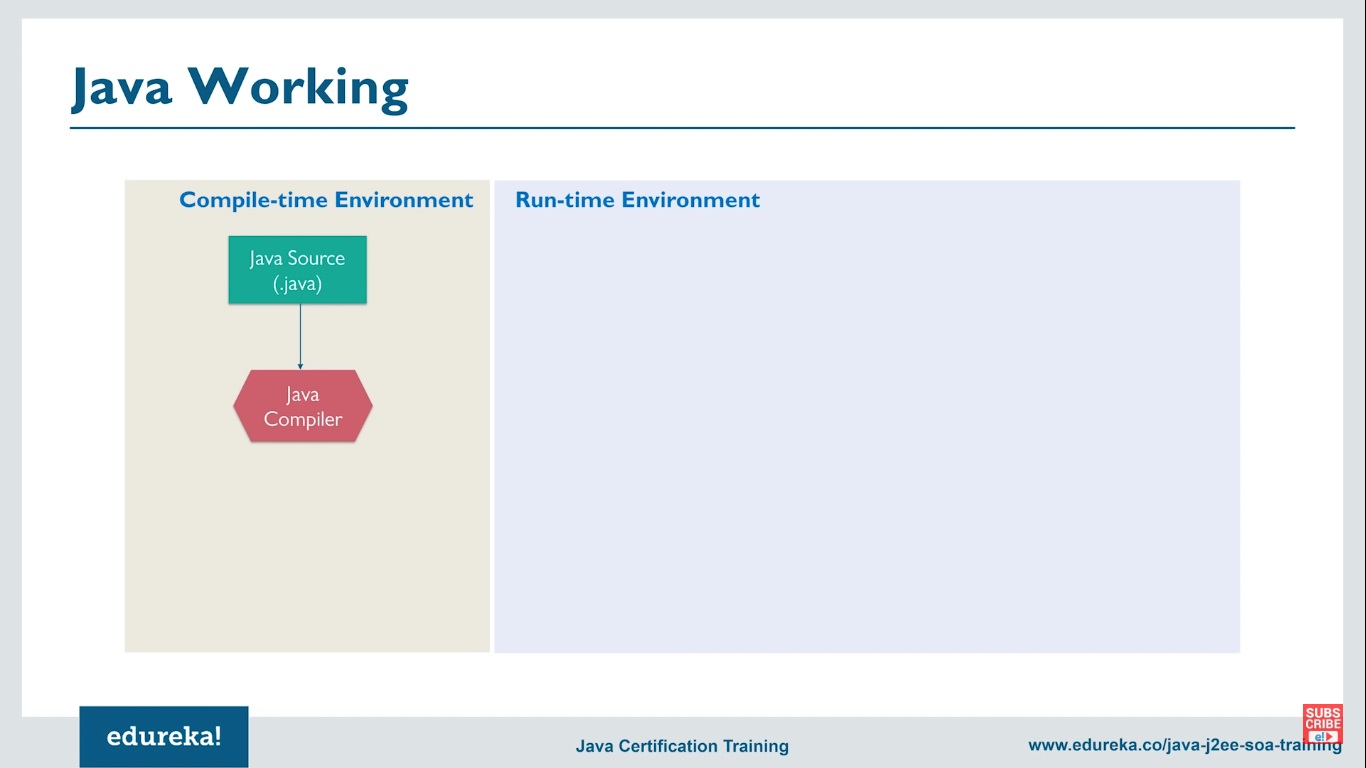 Java Working
Compile-time Environment
Run-time Environment
Java Source
(.java)
Java
Compiler
edureka!
Java Certification Training
www.edureka.co/java-j2ee-soa-training
SUBS
CRIBE
e!